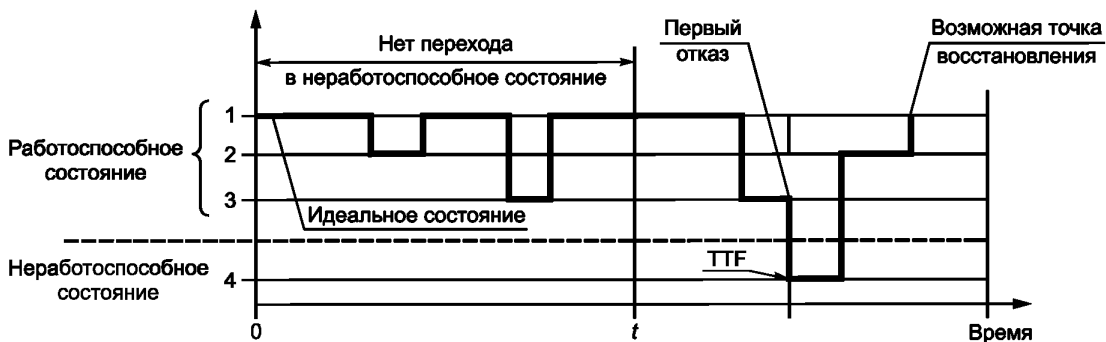 Нет перехода
в неработоспособное состояние
Первый
отказ
Возможная точка
восстановления
Работоспособное
состояние
1
2
3
Идеальное состояние
Неработоспособное
состояние
4
TTF
0
t
Время